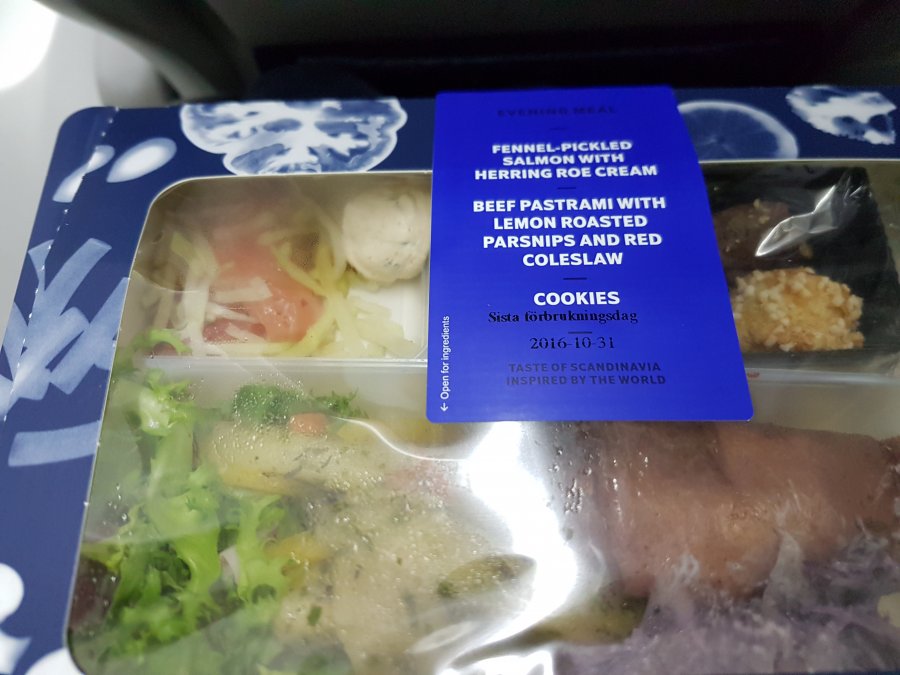 EVENING MEAL
FENNEL-PICKLED
SALMON WITH
HERRING ROE CREAM
BEEF PASTRAMI WITH
LEMON ROASTED
PARSNIPS AND RED
COLESLAW
COOKIES
Sista förbrukningsdag
2016-10-31
TASTE OF SCANDINAVIA
INSPIRED BY THE WORLD
← Open for ingredients